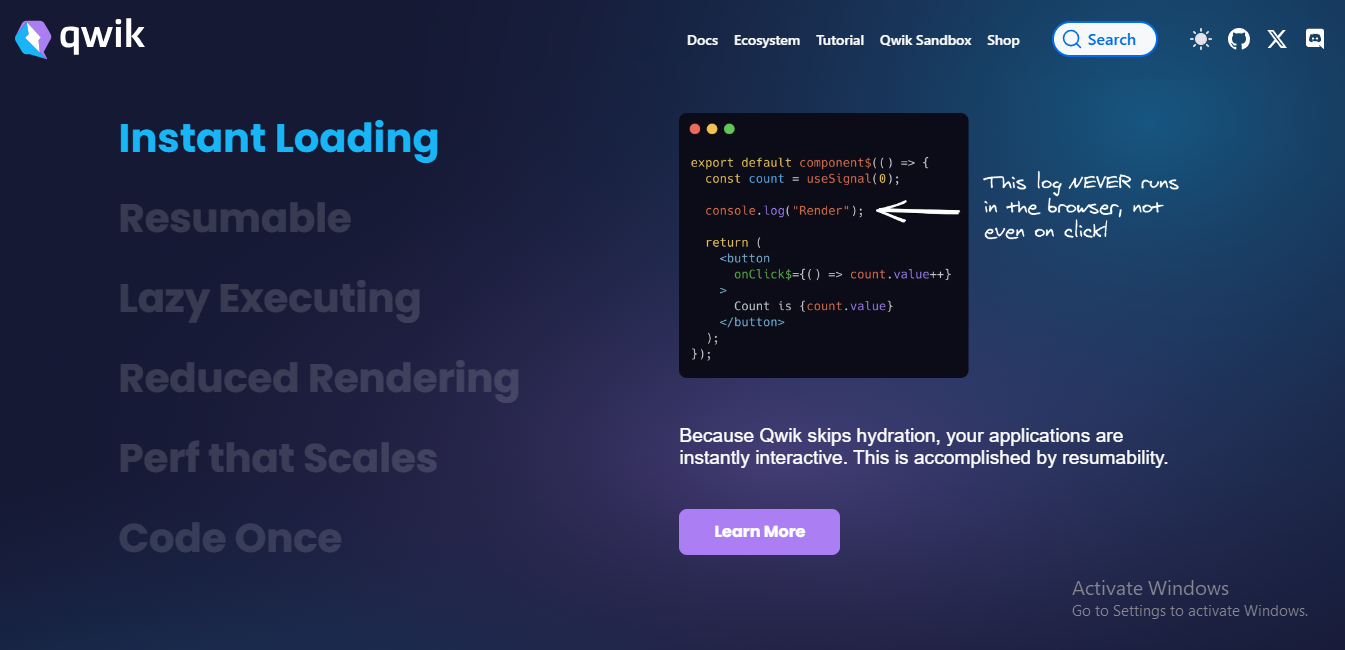 qwik
Docs Ecosystem Tutorial Qwik Sandbox Shop Search
Instant Loading
Resumable
Lazy Executing
Reduced Rendering
Perf that Scales
Code Once
export default component$(() => {
const count = useSignal(0);
console.log("Render");
return (
<button
onClick$={() => count.value++}
>
Count is {count.value}
</button>
);
});
This log NEVER runs
in the browser, not
even on click!
Because Qwik skips hydration, your applications are
instantly interactive. This is accomplished by resumability.
Learn More
Activate Windows
Go to Settings to activate Windows.